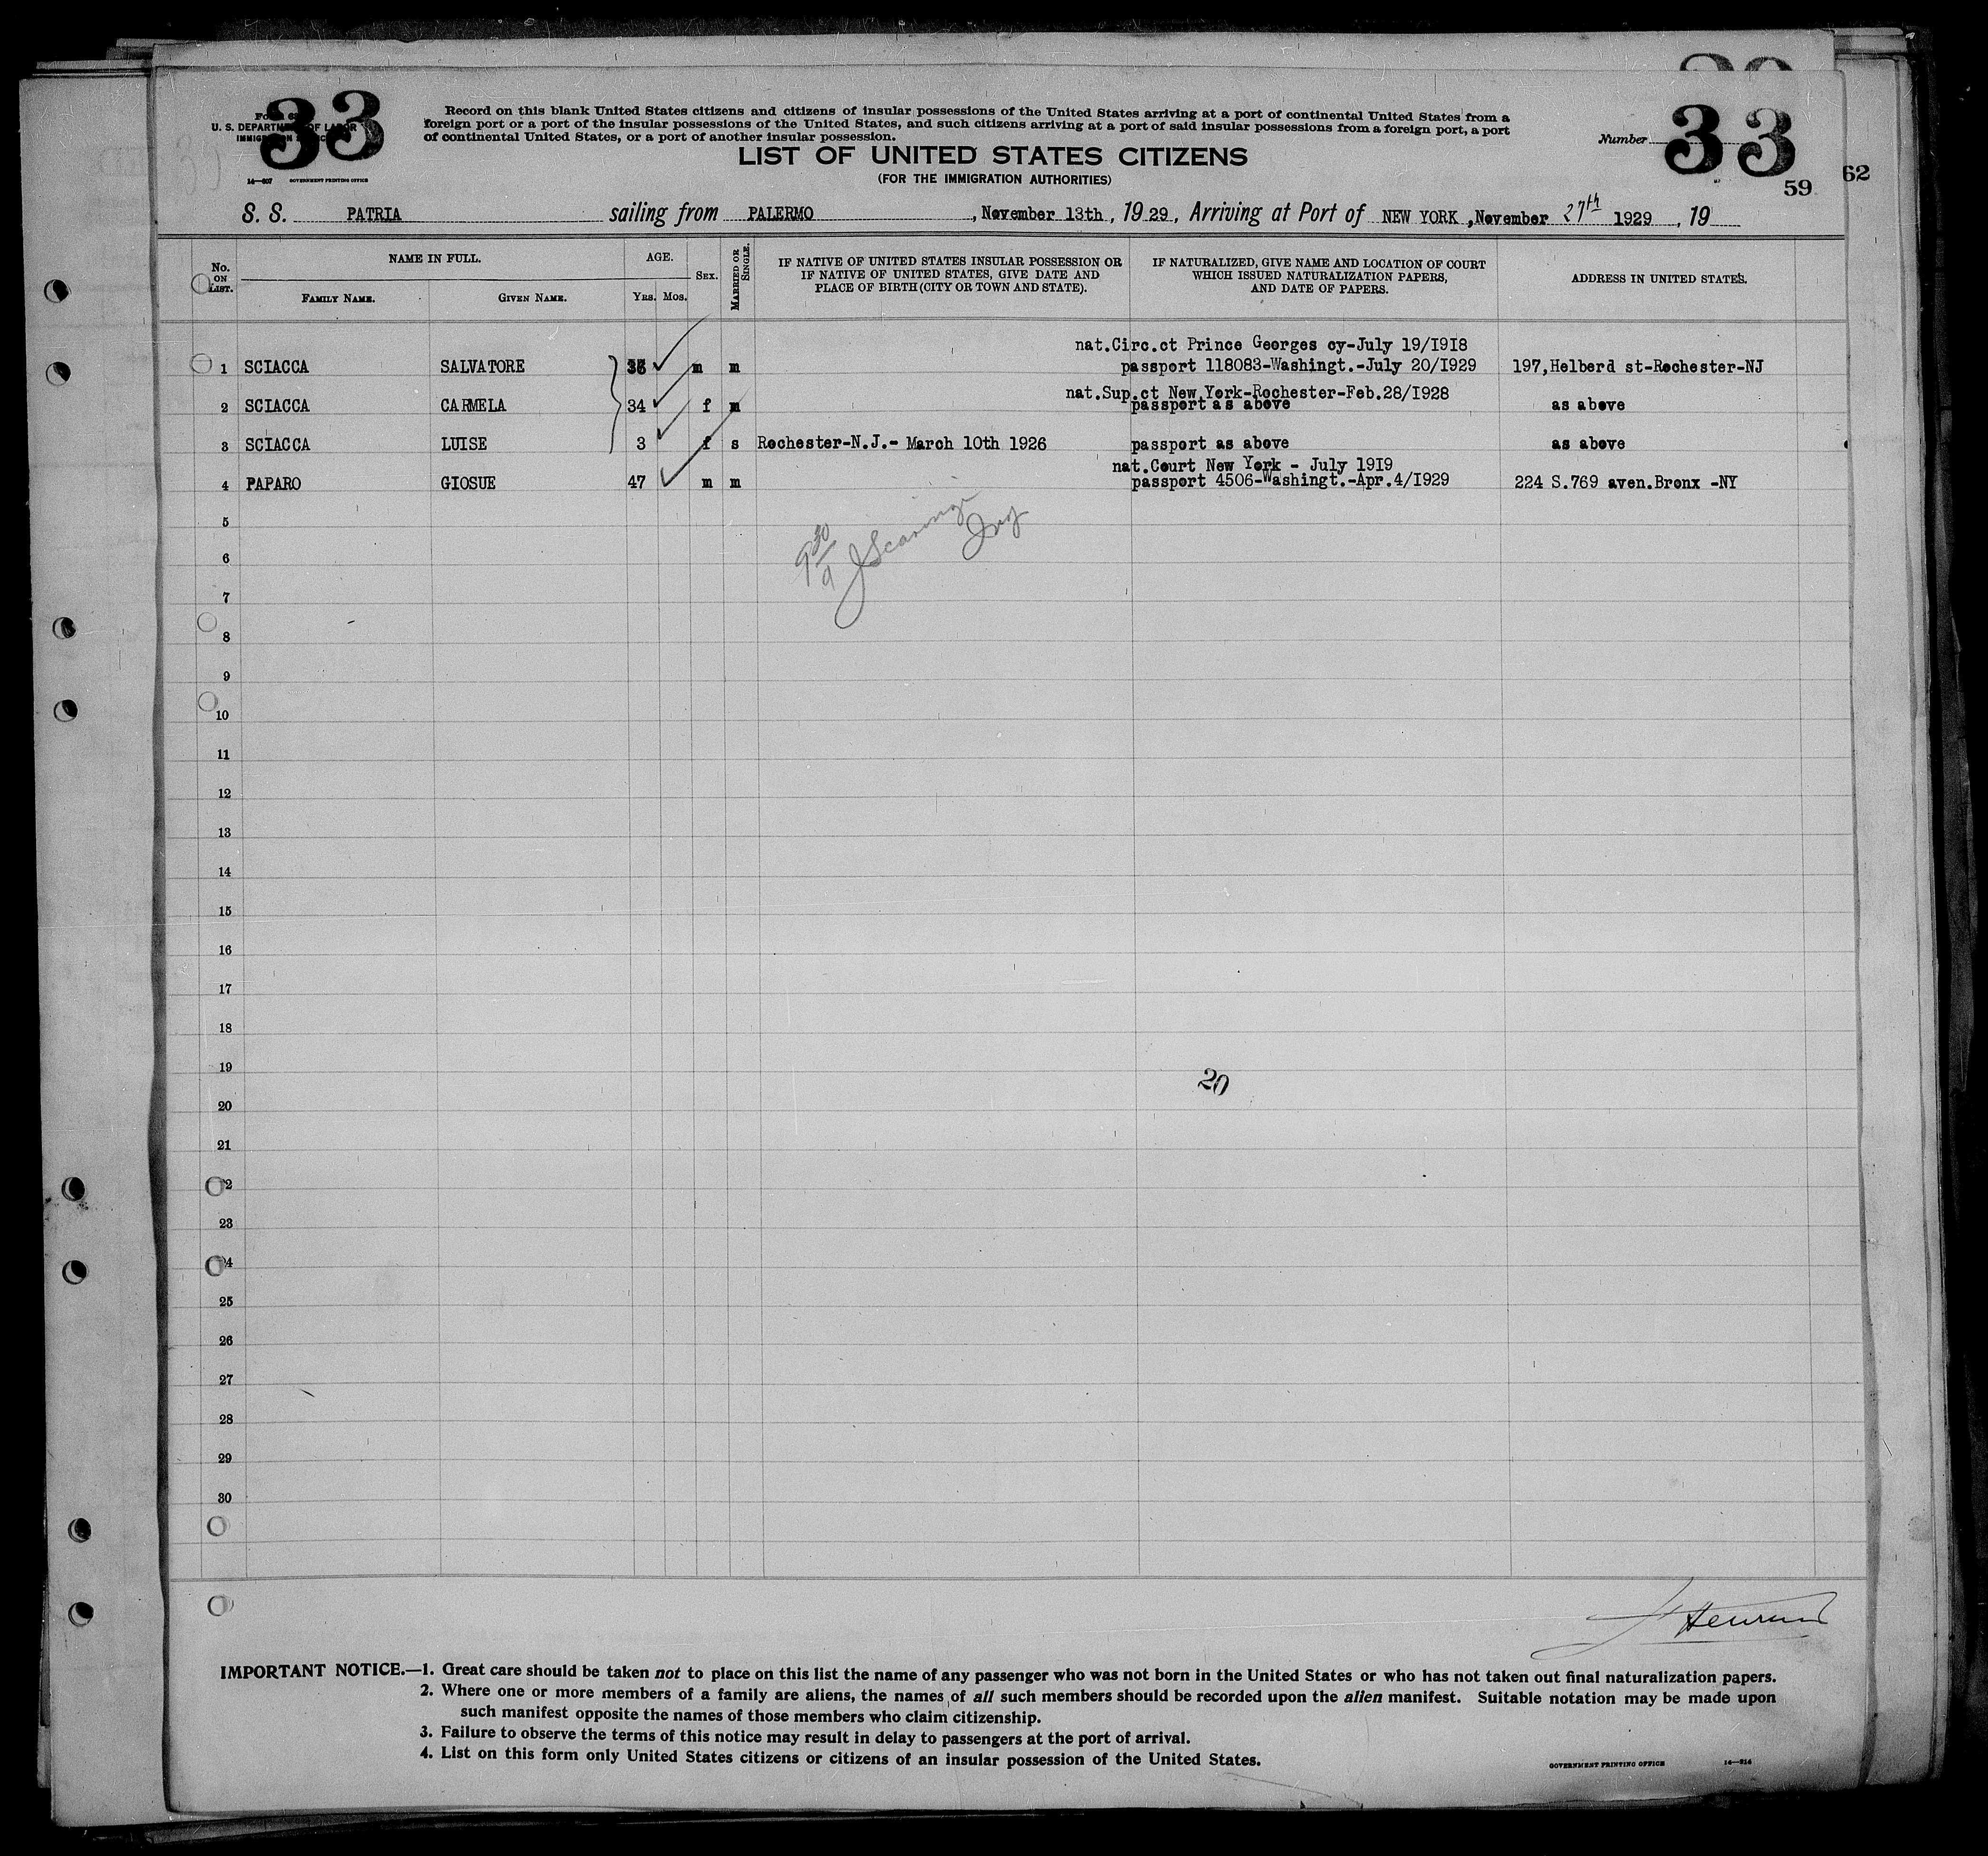 33
U. S. DEPARTMENT OF LABOR
14—607 GOVERNMENT PRINTING OFFICE
Record on this blank United States citizens and citizens of insular possessions of the United States arriving at a port of continental United States from a
foreign port or a port of the insular possessions of the United States, and such citizens arriving at a port of said insular possessions from a foreign port, a port
of continental United States, or a port of another insular possession.
LIST OF UNITED STATES CITIZENS
(FOR THE IMMIGRATION AUTHORITIES)
Number 33
59
62
S. S. PATRIA sailing from PALERMO , November 13th , 1929 , Arriving at Port of NEW YORK ,November 27th 1929 , 19
No. ON LIST.
NAME IN FULL.
FAMILY NAME. GIVEN NAME.
AGE.
YRS. MOS.
SEX.
MARRIED OR SINGLE.
IF NATIVE OF UNITED STATES INSULAR POSSESSION OR
IF NATIVE OF UNITED STATES, GIVE DATE AND
PLACE OF BIRTH (CITY OR TOWN AND STATE).
IF NATURALIZED, GIVE NAME AND LOCATION OF COURT
WHICH ISSUED NATURALIZATION PAPERS,
AND DATE OF PAPERS.
ADDRESS IN UNITED STATES.
nat.Circ.ct Prince Georges cy-July 19/1918
1 SCIACCA SALVATORE m m passport 118083-Washingt.-July 20/1929 197,Helberd st-Rochester-NJ
nat.Sup.ct New York-Rochester-Feb.28/1928
2 SCIACCA CARMELA 34 f m passport as above as above
3 SCIACCA LUISE 3 f s Rochester-N.J.- March 10th 1926 passport as above as above
nat.Court New York - July 1919
4 PAPARO GIOSUE 47 m m passport 4506-Washingt.-Apr.4/1929 224 S.769 aven.Bronx -NY
5
6
7
8
9
10
11
12
13
14
15
16
17
18
19
20
20
21
22
23
24
25
26
27
28
29
30
IMPORTANT NOTICE.—1. Great care should be taken not to place on this list the name of any passenger who was not born in the United States or who has not taken out final naturalization papers.
2. Where one or more members of a family are aliens, the names of all such members should be recorded upon the alien manifest. Suitable notation may be made upon
such manifest opposite the names of those members who claim citizenship.
3. Failure to observe the terms of this notice may result in delay to passengers at the port of arrival.
4. List on this form only United States citizens or citizens of an insular possession of the United States.
GOVERNMENT PRINTING OFFICE